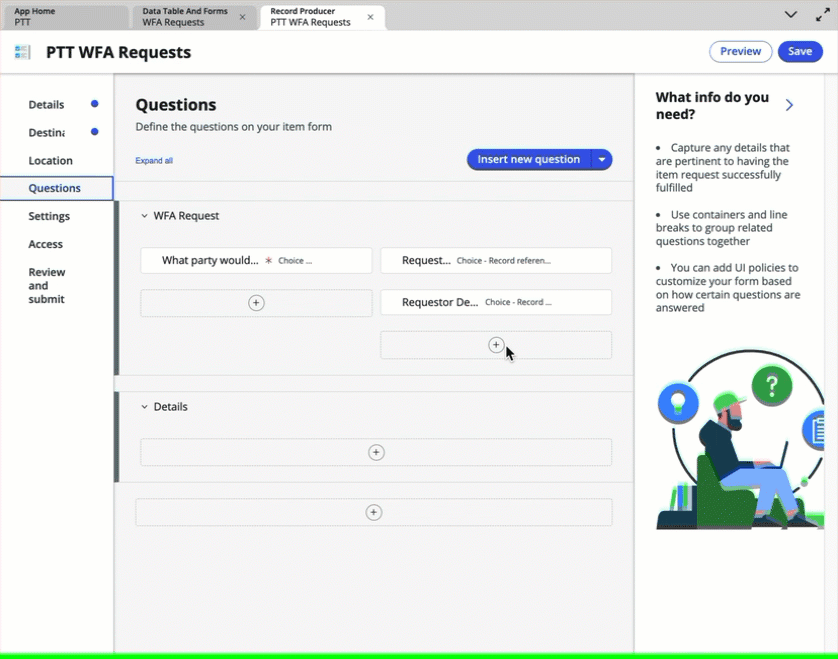 App Home
PTT
Data Table And Forms
WFA Requests
Record Producer
PTT WFA Requests
PTT WFA Requests
Preview
Save
Details
Destina
Location
Questions
Settings
Access
Review
and
submit
Questions
Define the questions on your item form
Expand all
Insert new question
WFA Request
What party would... * Choice ...
Request... Choice - Record referen...
Requestor De... Choice - Record ...
Details
What info do you
need?
• Capture any details that
are pertinent to having the
item request successfully
fulfilled
• Use containers and line
breaks to group related
questions together
• You can add UI policies to
customize your form based
on how certain questions are
answered
?